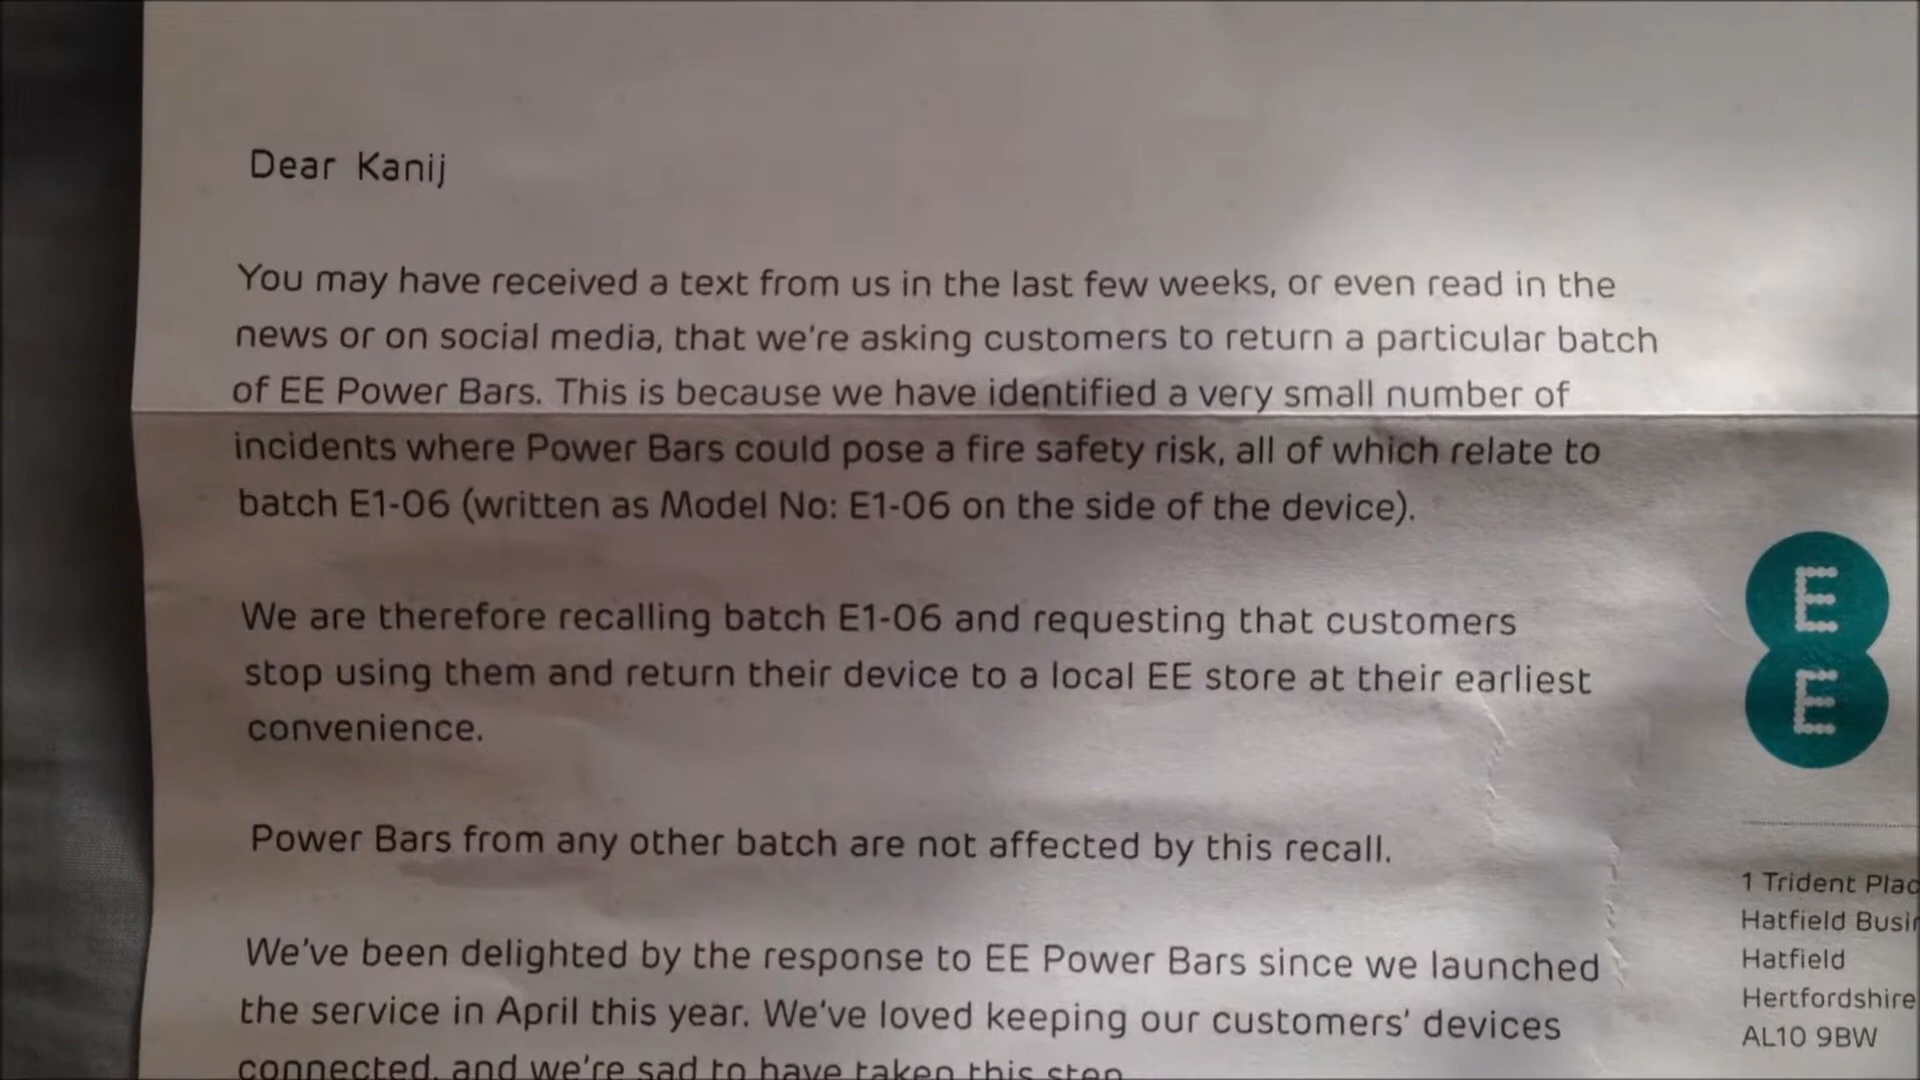 Dear Kanij
You may have received a text from us in the last few weeks, or even read in the
news or on social media, that we're asking customers to return a particular batch
of EE Power Bars. This is because we have identified a very small number of
incidents where Power Bars could pose a fire safety risk, all of which relate to
batch E1-06 (written as Model No: E1-06 on the side of the device).
We are therefore recalling batch E1-06 and requesting that customers
stop using them and return their device to a local EE store at their earliest
convenience.
Power Bars from any other batch are not affected by this recall.
We've been delighted by the response to EE Power Bars since we launched
the service in April this year. We've loved keeping our customers' devices
connected, and we're sad to have taken this step
E
E
1 Trident Plac
Hatfield Busin
Hatfield
Hertfordshire
AL10 9BW